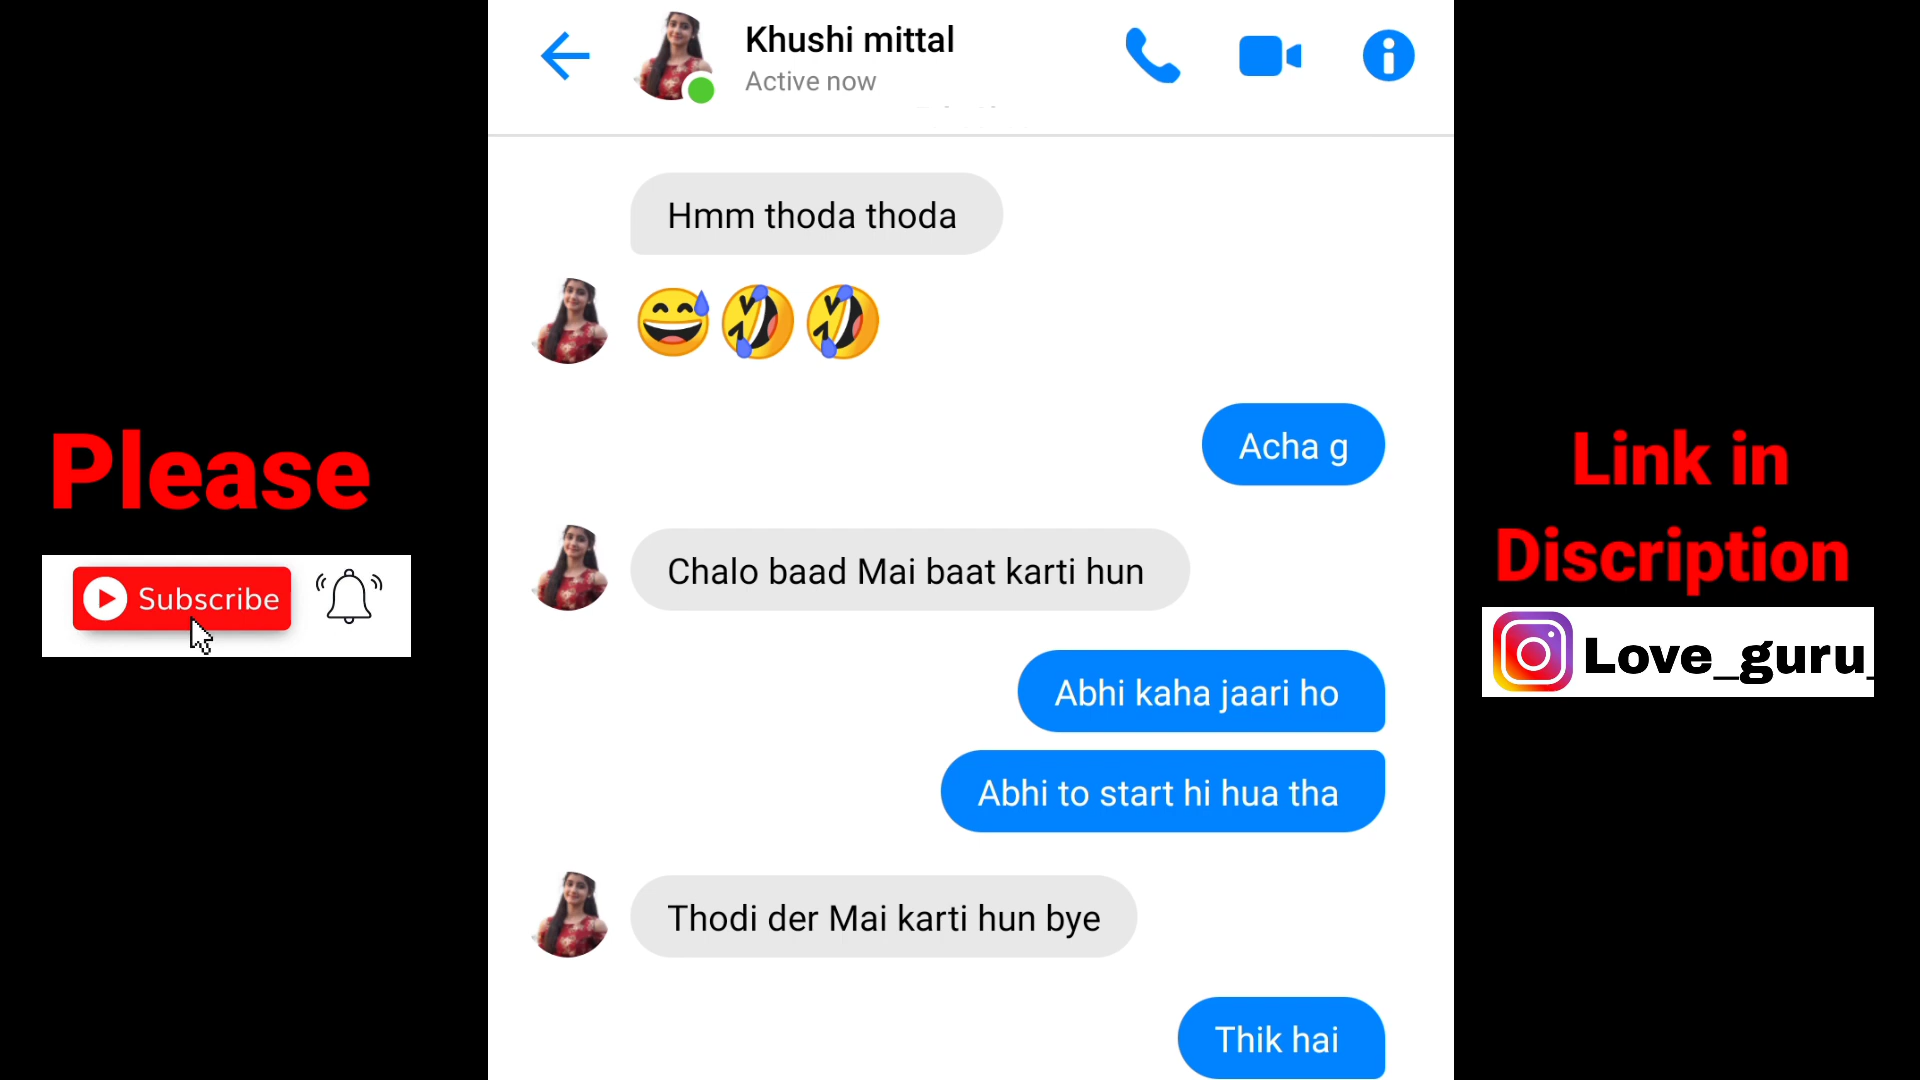 Khushi mittal
Active now
Hmm thoda thoda
😅🤣🤣
Acha g
Chalo baad Mai baat karti hun
Abhi kaha jaari ho
Abhi to start hi hua tha
Thodi der Mai karti hun bye
Thik hai
Please
Subscribe
Link in
Discription
Love_guru_